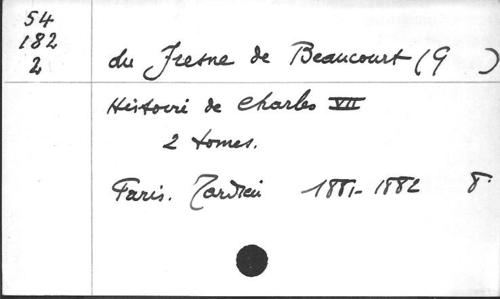 54
182
2
du Fresne de Beaucourt (G )
Histoire de Charles VII
2 tomes.
Paris. Tardieu 1881-1882 8°